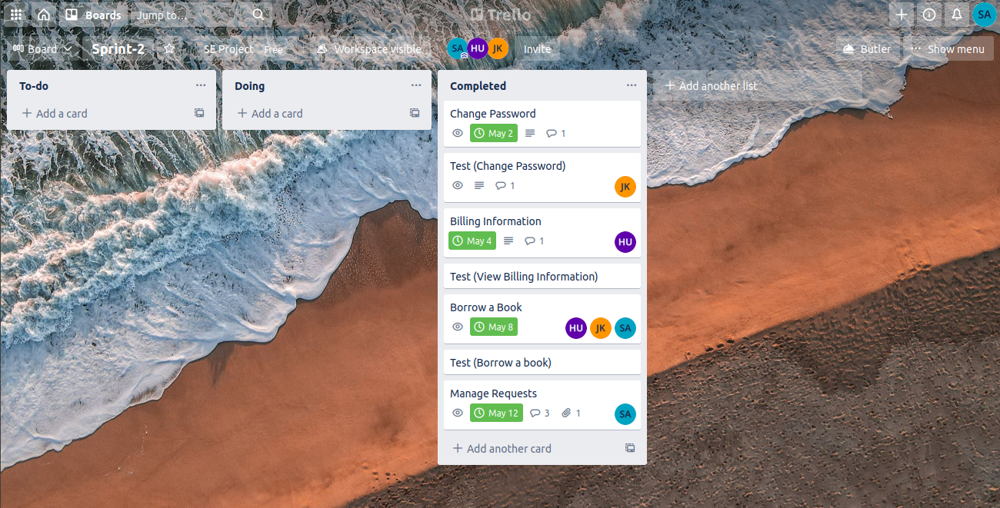 Boards
Jump to...
Trello
SA
Board
Sprint-2
SE Project
Free
Workspace visible
SA
HU
JK
Invite
Butler
Show menu
To-do
Add a card
Doing
Add a card
Completed
Change Password
May 2
1
Test (Change Password)
1
JK
Billing Information
May 4
1
HU
Test (View Billing Information)
Borrow a Book
May 8
HU
JK
SA
Test (Borrow a book)
Manage Requests
May 12
3
1
SA
Add another card
Add another list